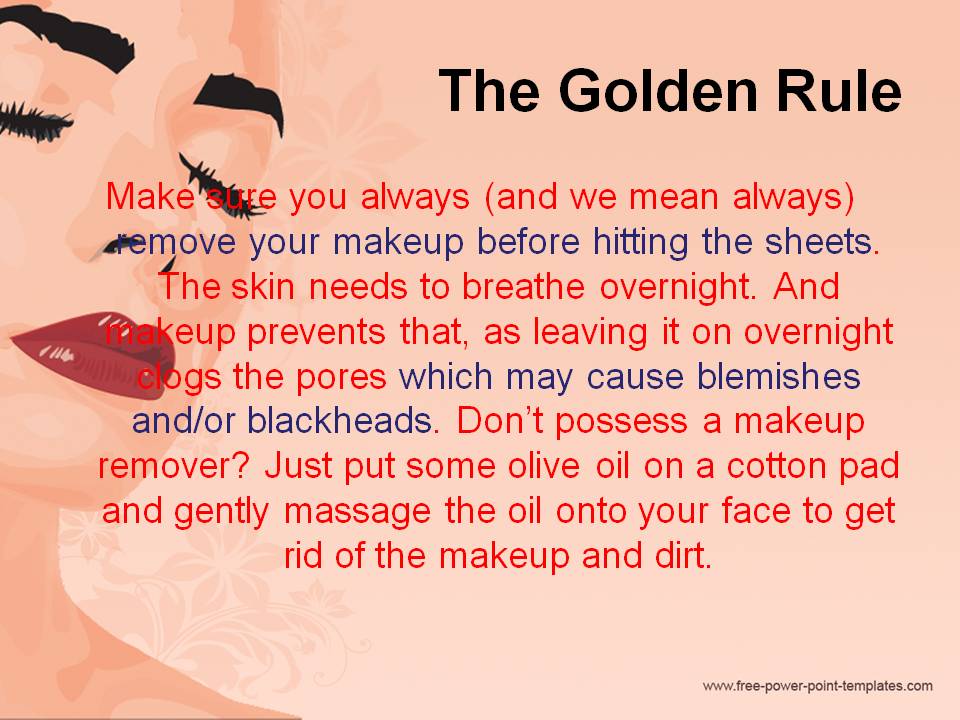 The Golden Rule
Make sure you always (and we mean always)
remove your makeup before hitting the sheets.
The skin needs to breathe overnight. And
makeup prevents that, as leaving it on overnight
clogs the pores which may cause blemishes
and/or blackheads. Don’t possess a makeup
remover? Just put some olive oil on a cotton pad
and gently massage the oil onto your face to get
rid of the makeup and dirt.
www.free-power-point-templates.com